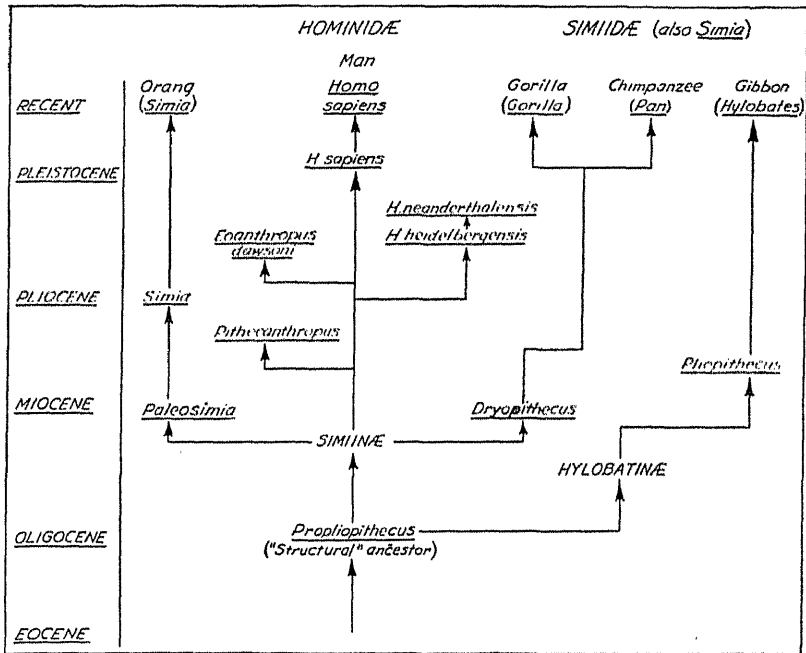 HOMINIDÆ
SIMIIDÆ (also Simia)
Man
Orang
(Simia)
Homo
sapiens
Gorilla
(Gorilla)
Chimpanzee
(Pan)
Gibbon
(Hylobates)
RECENT
H sapiens
PLEISTOCENE
H. neanderthalensis
H heidelbergensis
Eoanthropus
dawsoni
PLIOCENE
Simia
Pithecanthropus
Pliopithecus
MIOCENE
Paleosimia
Dryopithecus
SIMIINÆ
HYLOBATINÆ
OLIGOCENE
Propliopithecus
("Structural" ancestor)
EOCENE